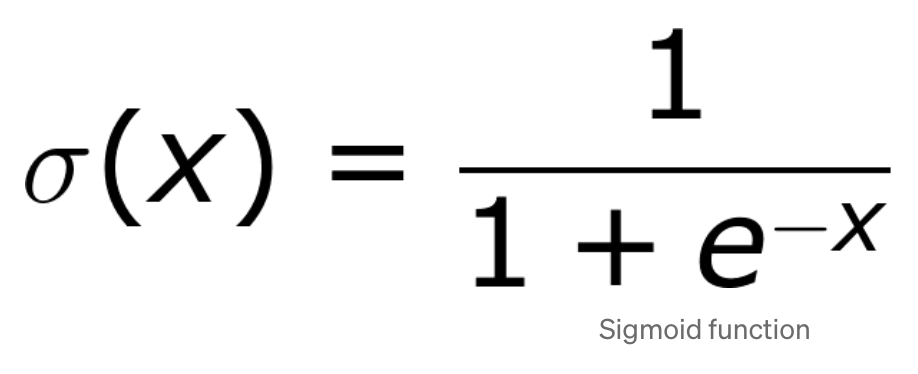 σ(x) = 1 / (1 + e^{-x})
Sigmoid function